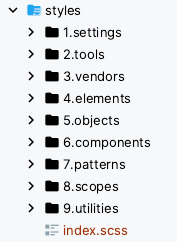 styles
1.settings
2.tools
3.vendors
4.elements
5.objects
6.components
7.patterns
8.scopes
9.utilities
index.scss